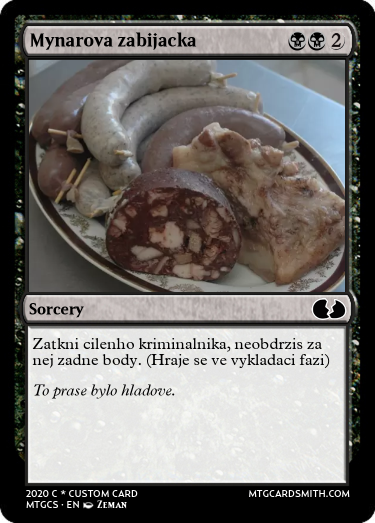 Mynarova zabijacka 2
Sorcery
Zatkni cilenho kriminalnika, neobdrzis za
nej zadne body. (Hraje se ve vykladaci fazi)
To prase bylo hladove.
2020 C * CUSTOM CARD
MTGCARDSMITH.COM
MTGCS · EN ZEMAN